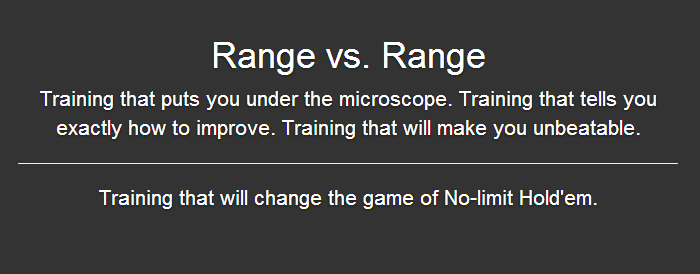 Range vs. Range
Training that puts you under the microscope. Training that tells you
exactly how to improve. Training that will make you unbeatable.
Training that will change the game of No-limit Hold'em.